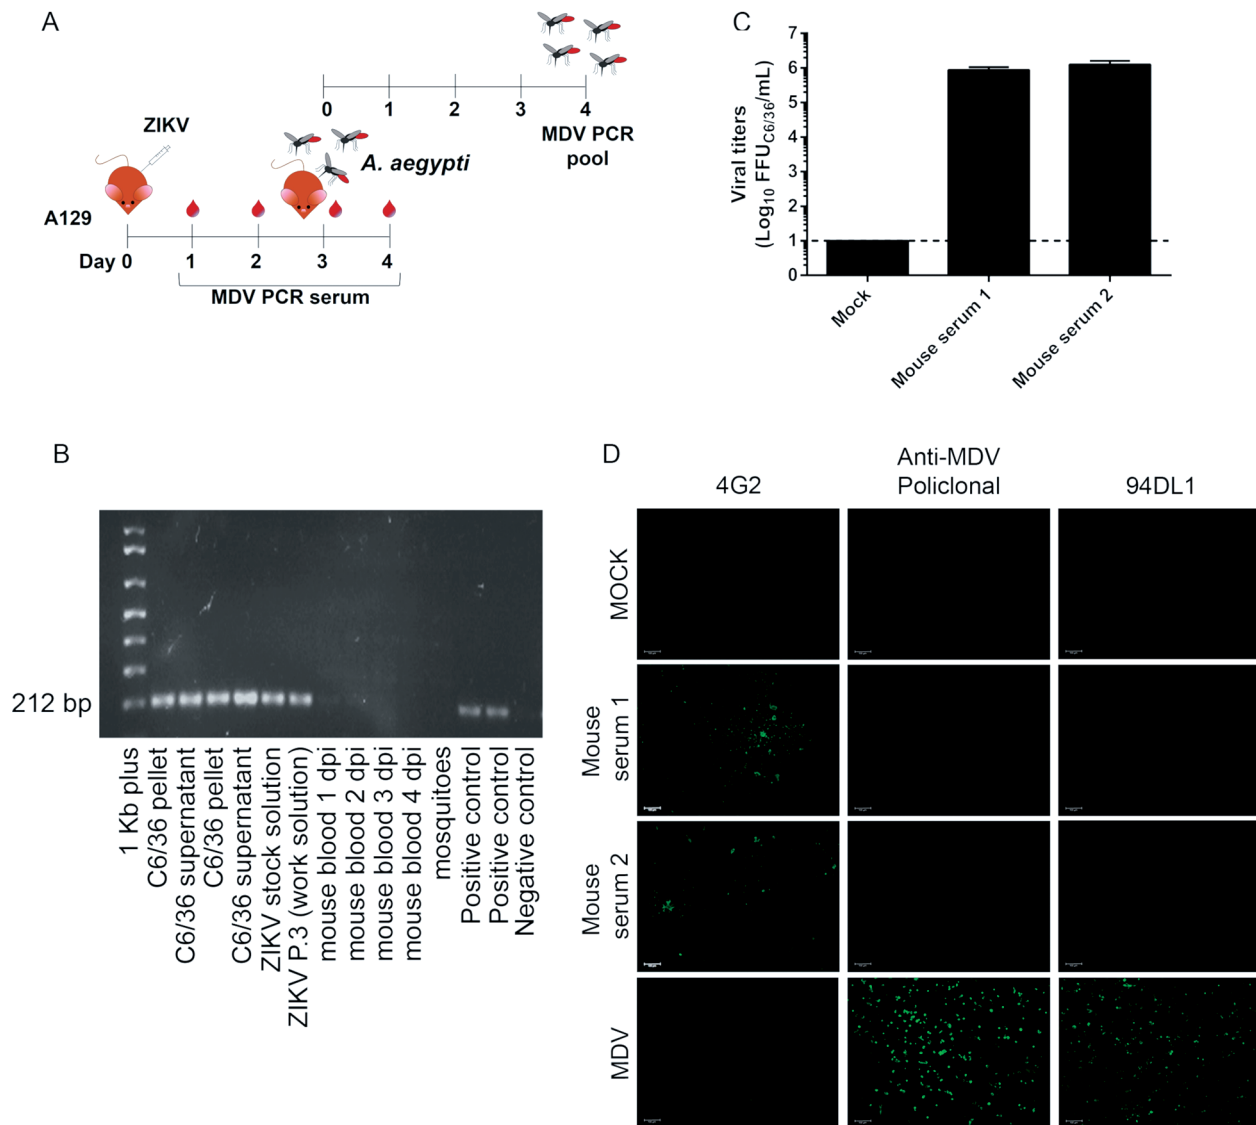 A
ZIKV
0 1 2 3 4
MDV PCR
pool
A. aegypti
A129
Day 0 1 2 3 4
MDV PCR serum
C
Viral titers
(Log10 FFUC6/36/mL)
7
6
5
4
3
2
1
0
Mock
Mouse serum 1
Mouse serum 2
B
212 bp
1 Kb plus
C6/36 pellet
C6/36 supernatant
C6/36 pellet
C6/36 supernatant
ZIKV stock solution
ZIKV P.3 (work solution)
mouse blood 1 dpi
mouse blood 2 dpi
mouse blood 3 dpi
mouse blood 4 dpi
mosquitoes
Positive control
Positive control
Negative control
D
4G2
Anti-MDV
Policlonal
94DL1
MOCK
Mouse
serum 1
Mouse
serum 2
MDV